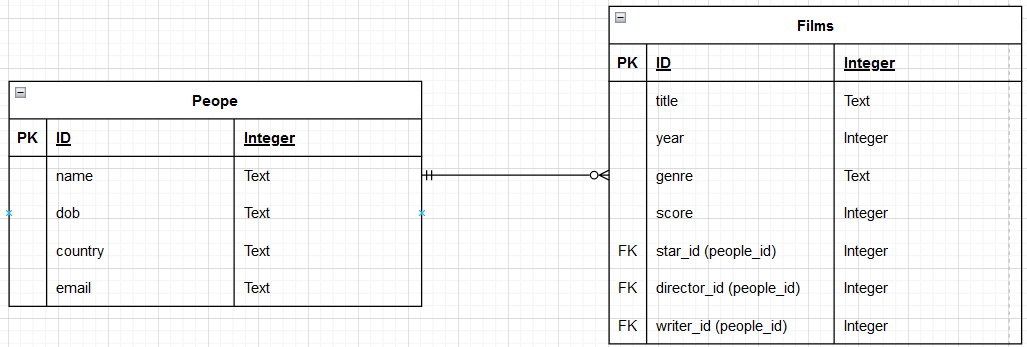 Peope
PK ID Integer
name Text
dob Text
country Text
email Text
Films
PK ID Integer
title Text
year Integer
genre Text
score Integer
FK star_id (people_id) Integer
FK director_id (people_id) Integer
FK writer_id (people_id) Integer